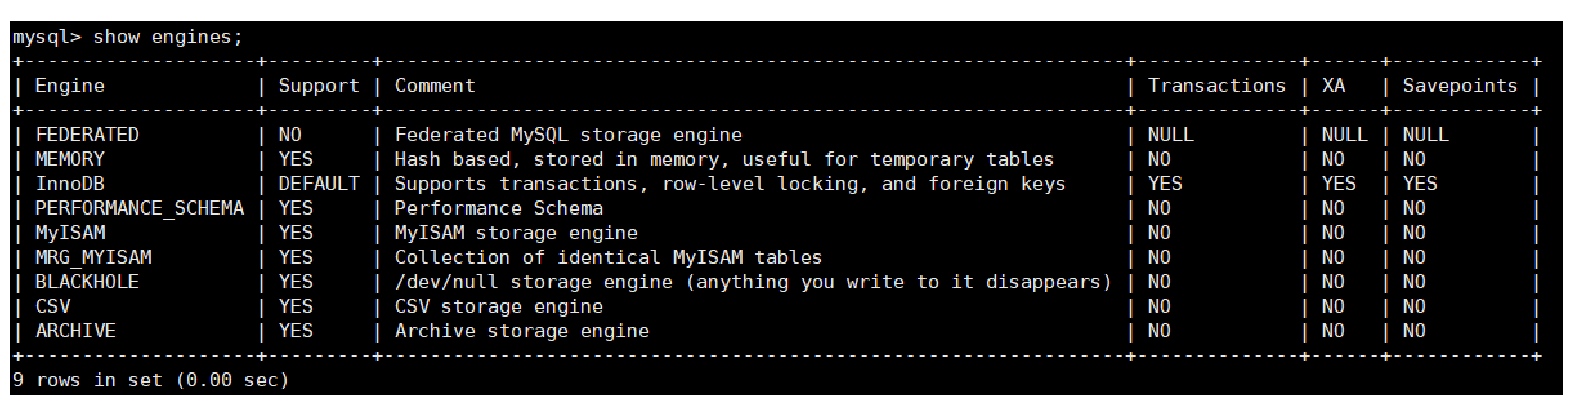 mysql> show engines;
+--------------------+---------+----------------------------------------------------------------+--------------+------+------------+
| Engine             | Support | Comment                                                        | Transactions | XA   | Savepoints |
+--------------------+---------+----------------------------------------------------------------+--------------+------+------------+
| FEDERATED          | NO      | Federated MySQL storage engine                                 | NULL         | NULL | NULL       |
| MEMORY             | YES     | Hash based, stored in memory, useful for temporary tables      | NO           | NO   | NO         |
| InnoDB             | DEFAULT | Supports transactions, row-level locking, and foreign keys     | YES          | YES  | YES        |
| PERFORMANCE_SCHEMA | YES     | Performance Schema                                             | NO           | NO   | NO         |
| MyISAM             | YES     | MyISAM storage engine                                          | NO           | NO   | NO         |
| MRG_MYISAM         | YES     | Collection of identical MyISAM tables                          | NO           | NO   | NO         |
| BLACKHOLE          | YES     | /dev/null storage engine (anything you write to it disappears) | NO           | NO   | NO         |
| CSV                | YES     | CSV storage engine                                             | NO           | NO   | NO         |
| ARCHIVE            | YES     | Archive storage engine                                         | NO           | NO   | NO         |
+--------------------+---------+----------------------------------------------------------------+--------------+------+------------+
9 rows in set (0.00 sec)